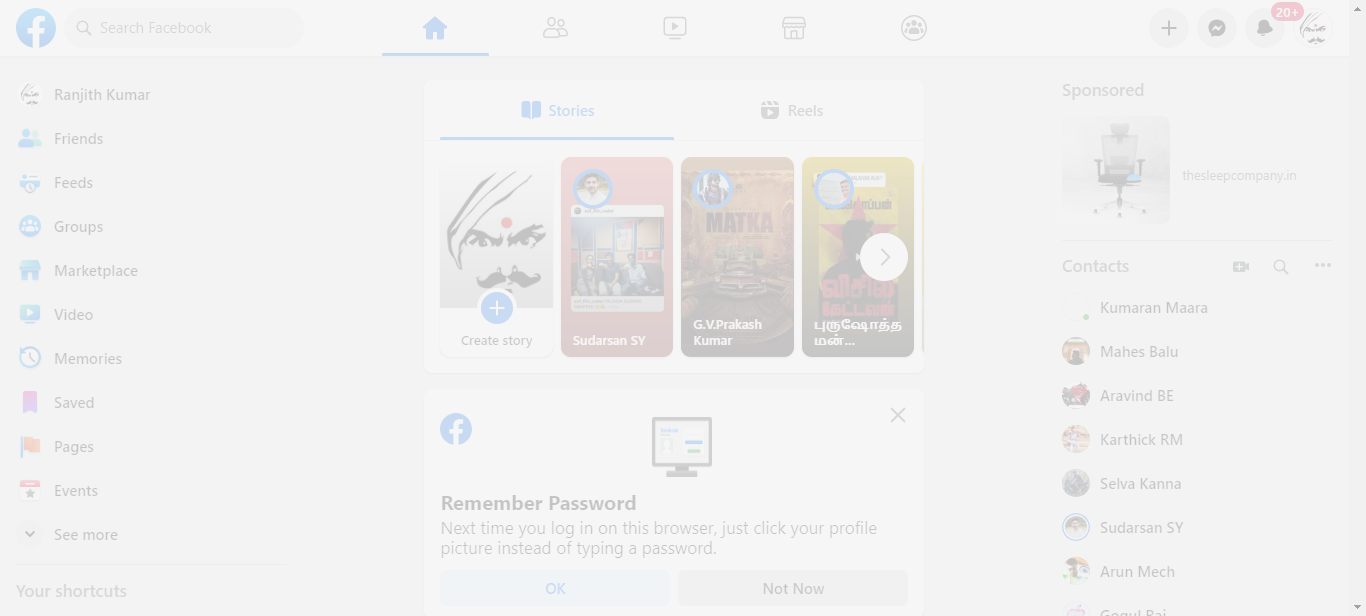 Search Facebook
20+
Ranjith Kumar
Friends
Feeds
Groups
Marketplace
Video
Memories
Saved
Pages
Events
See more
Your shortcuts
Stories
Reels
Create story
Sudarsan SY
MATKA
G.V.Prakash
Kumar
புருஷோத்த
மன்...
Remember Password
Next time you log in on this browser, just click your profile
picture instead of typing a password.
OK
Not Now
Sponsored
thesleepcompany.in
Contacts
Kumaran Maara
Mahes Balu
Aravind BE
Karthick RM
Selva Kanna
Sudarsan SY
Arun Mech
Gogul Raj